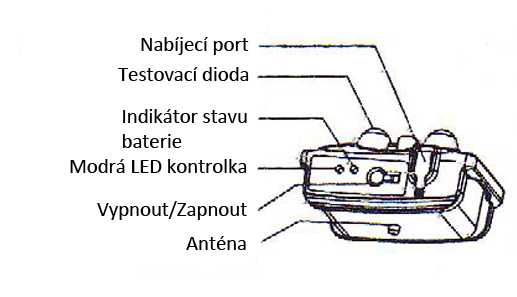 Nabíjecí port
Testovací dioda
Indikátor stavu
baterie
Modrá LED kontrolka
Vypnout/Zapnout
Anténa